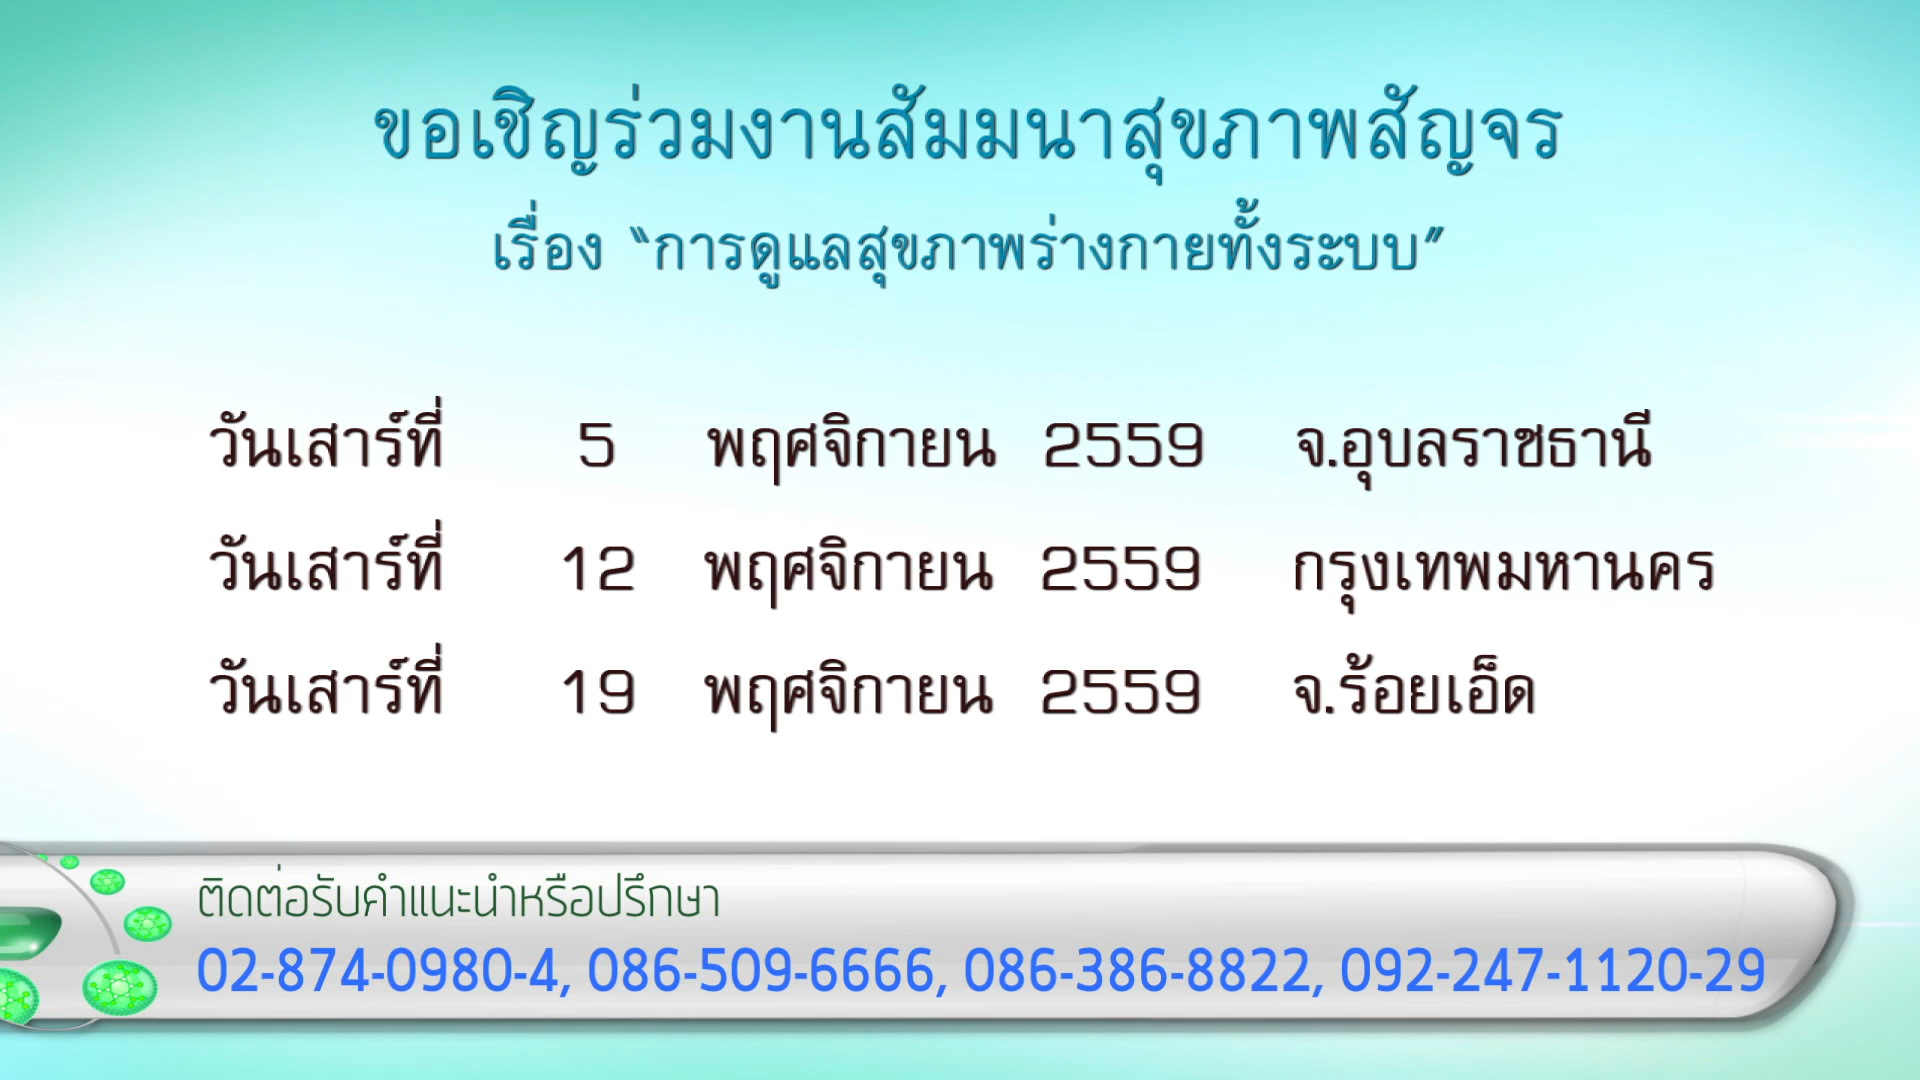 ขอเชิญร่วมงานสัมมนาสุขภาพสัญจร
เรื่อง “การดูแลสุขภาพร่างกายทั้งระบบ”
วันเสาร์ที่ 5 พฤศจิกายน 2559 จ.อุบลราชธานี
วันเสาร์ที่ 12 พฤศจิกายน 2559 กรุงเทพมหานคร
วันเสาร์ที่ 19 พฤศจิกายน 2559 จ.ร้อยเอ็ด
ติดต่อรับคำแนะนำหรือปรึกษา
02-874-0980-4, 086-509-6666, 086-386-8822, 092-247-1120-29